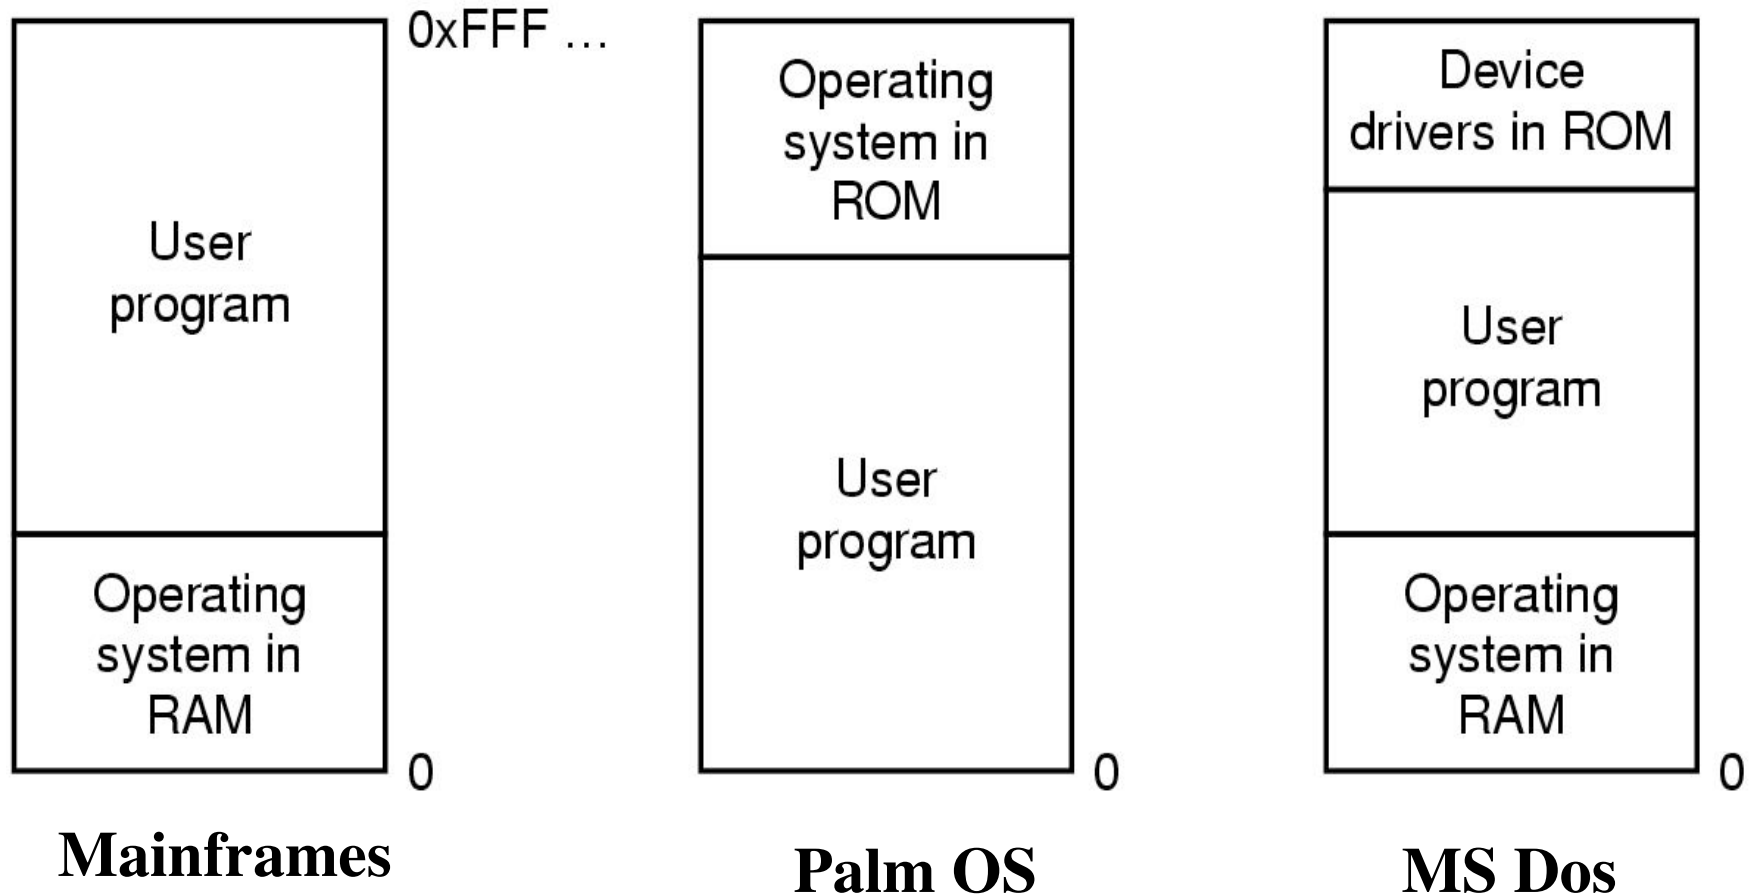 0xFFF ...
User
program
Operating
system in
RAM
0
Mainframes
Operating
system in
ROM
User
program
0
Palm OS
Device
drivers in ROM
User
program
Operating
system in
RAM
0
MS Dos